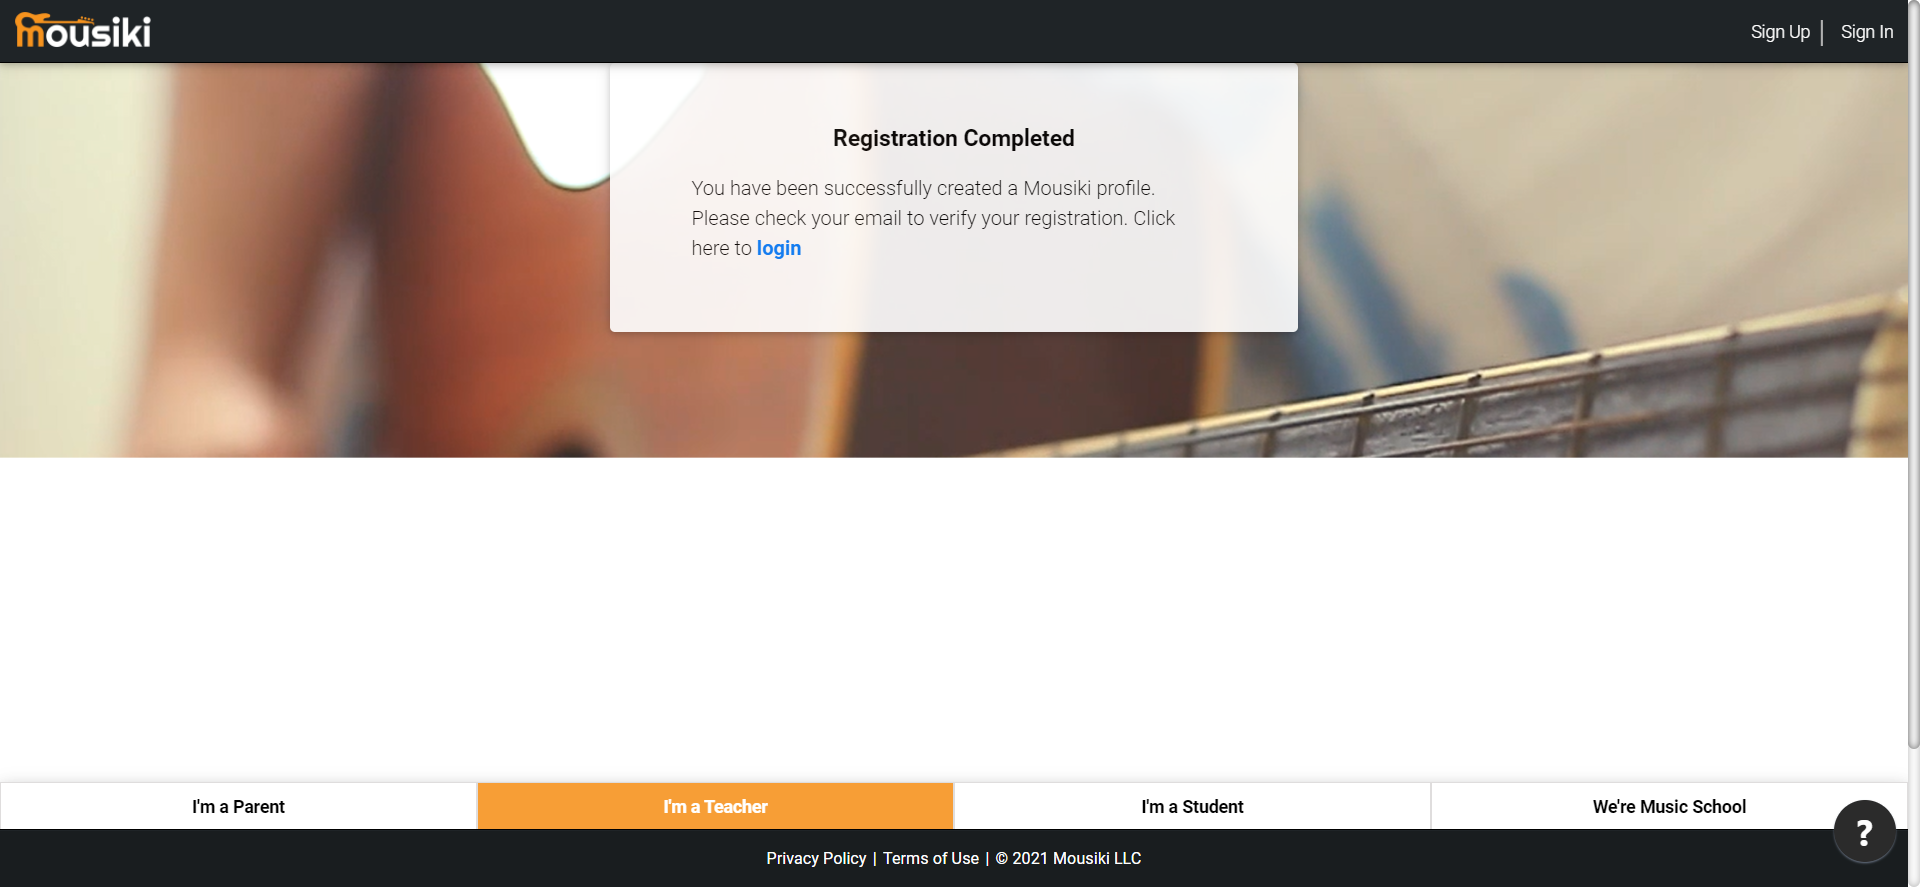 mousiki
Sign Up | Sign In
Registration Completed
You have been successfully created a Mousiki profile.
Please check your email to verify your registration. Click
here to login
I'm a Parent
I'm a Teacher
I'm a Student
We're Music School
?
Privacy Policy | Terms of Use | © 2021 Mousiki LLC